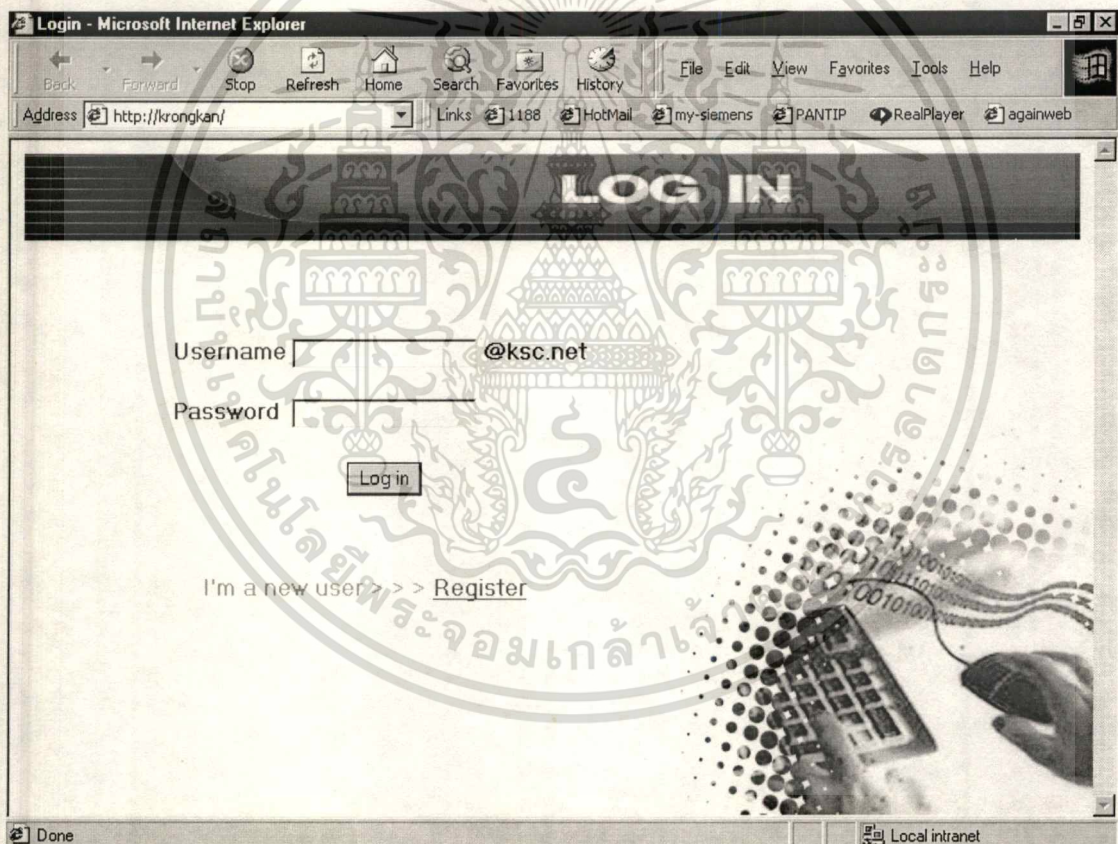 Login - Microsoft Internet Explorer
Back Forward Stop Refresh Home Search Favorites History File Edit View Favorites Tools Help
Address http://krongkan/ Links 1188 HotMail my-siemens PANTIP RealPlayer againweb
LOG IN
Username @ksc.net
Password
Log in
I'm a new user > > > Register
Done Local intranet